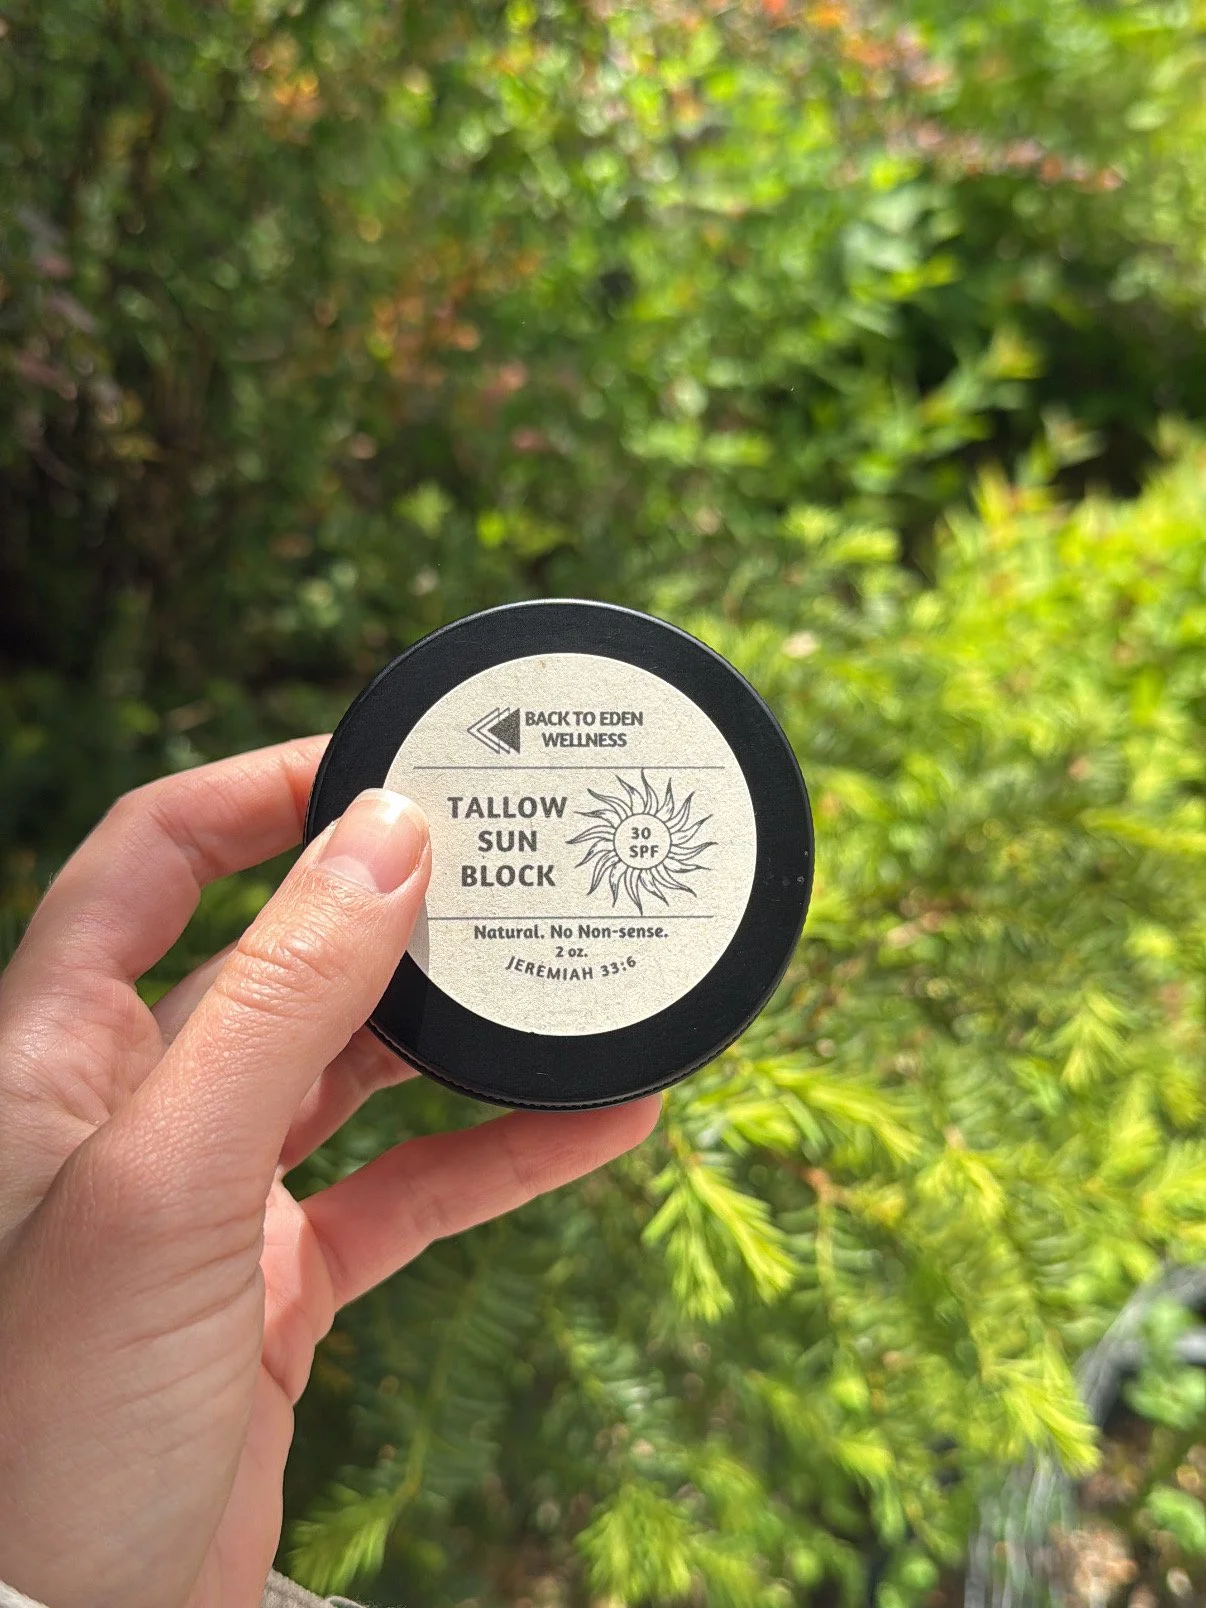 BACK TO EDEN
WELLNESS
TALLOW
SUN
BLOCK
30
SPF
Natural. No Non-sense.
2 oz.
JEREMIAH 33:6